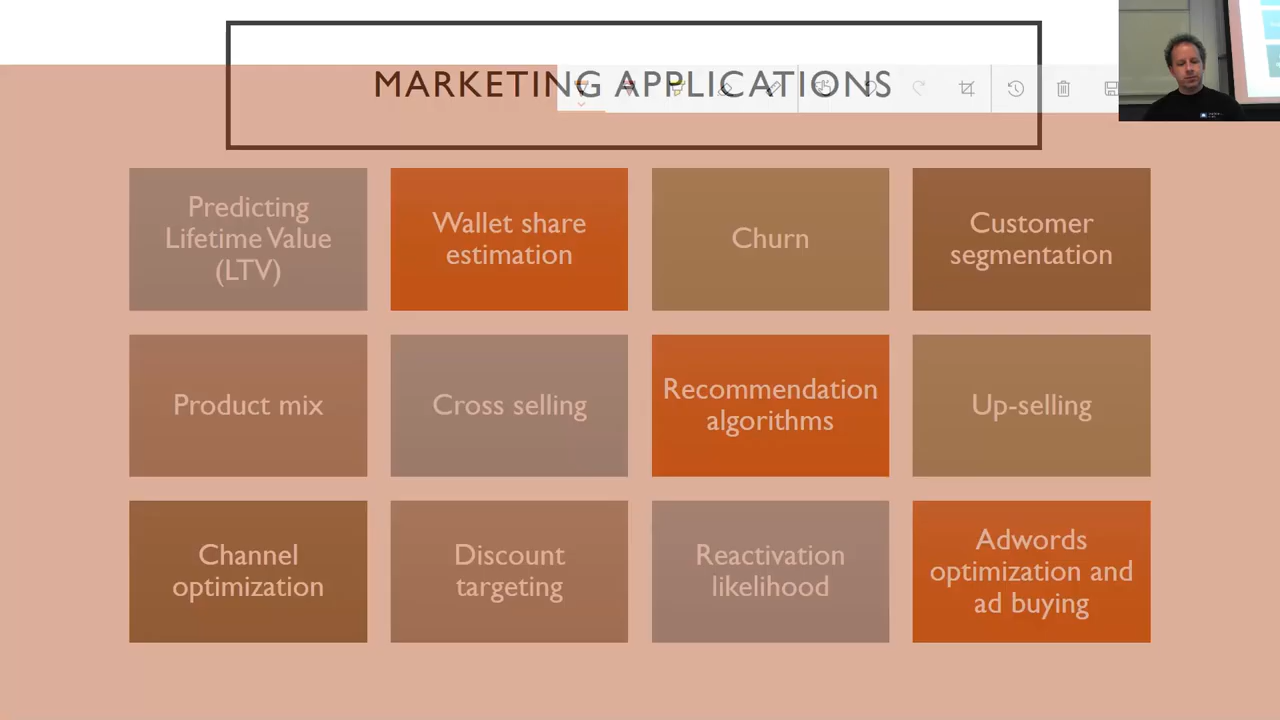 MARKETING APPLICATIONS
Predicting
Lifetime Value
(LTV)
Wallet share
estimation
Churn
Customer
segmentation
Product mix
Cross selling
Recommendation
algorithms
Up-selling
Channel
optimization
Discount
targeting
Reactivation
likelihood
Adwords
optimization and
ad buying